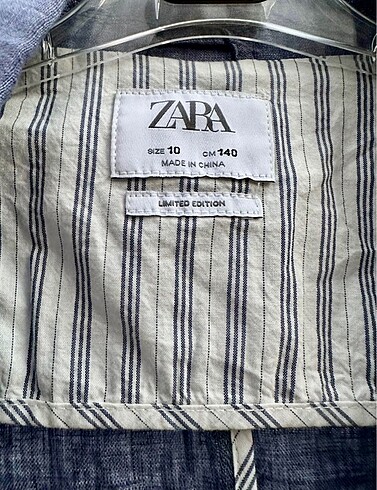 ZARA
SIZE 10 CM 140
MADE IN CHINA
LIMITED EDITION